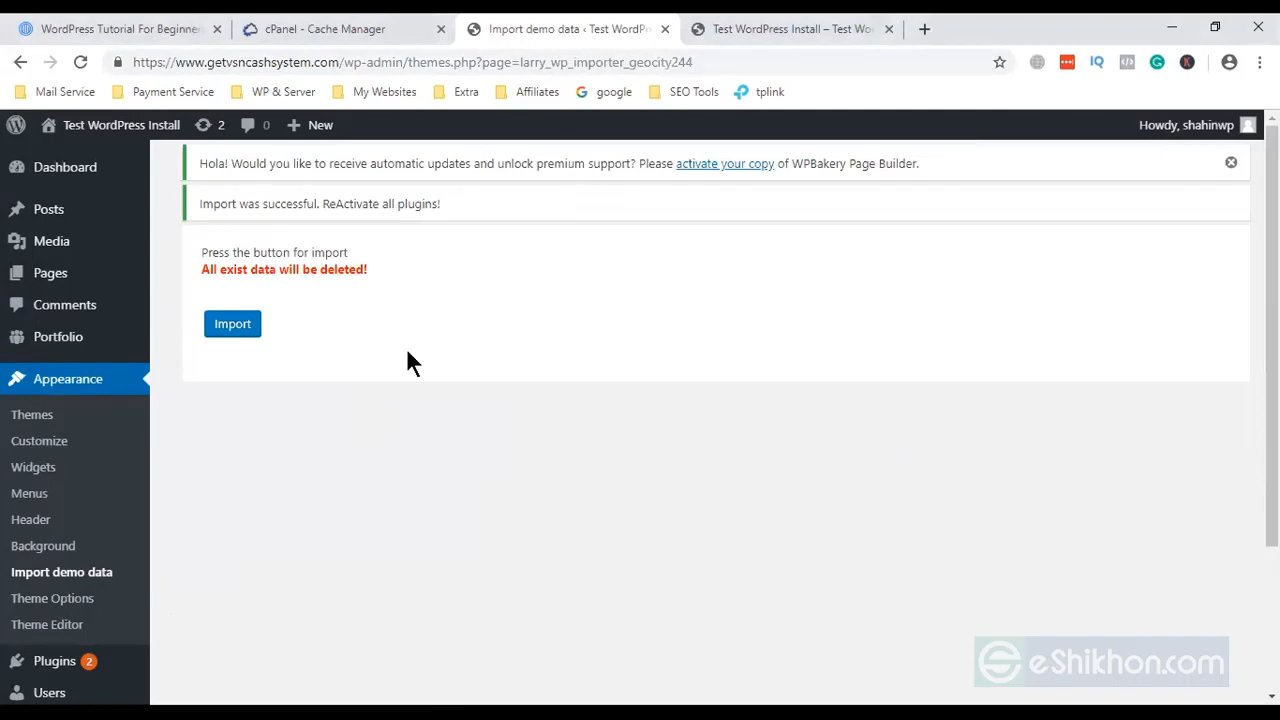 WordPress Tutorial For Beginne
cPanel - Cache Manager
Import demo data ‹ Test WordPr
Test WordPress Install – Test Wo
https://www.getvsncashsystem.com/wp-admin/themes.php?page=larry_wp_importer_geocity244
Mail Service
Payment Service
WP & Server
My Websites
Extra
Affiliates
google
SEO Tools
tplink
Test WordPress Install
2
0
New
Howdy, shahinwp
Dashboard
Posts
Media
Pages
Comments
Portfolio
Appearance
Themes
Customize
Widgets
Menus
Header
Background
Import demo data
Theme Options
Theme Editor
Plugins 2
Users
Hola! Would you like to receive automatic updates and unlock premium support? Please activate your copy of WPBakery Page Builder.
Import was successful. ReActivate all plugins!
Press the button for import
All exist data will be deleted!
Import
eShikhon.com